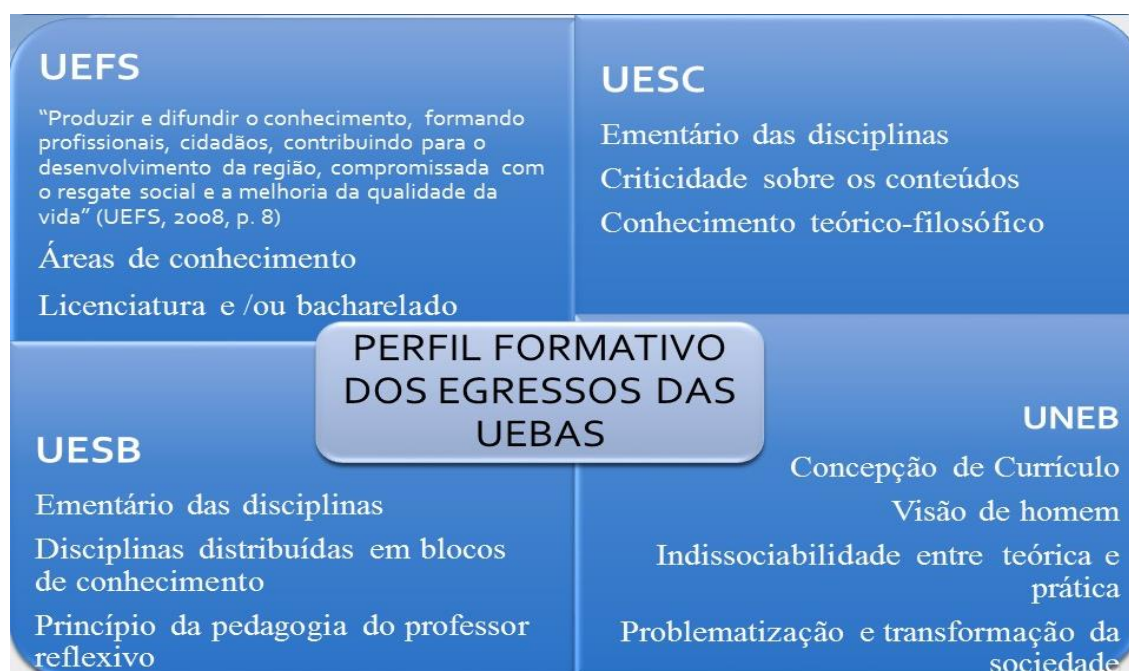 UEFS
“Produzir e difundir o conhecimento, formando
profissionais, cidadãos, contribuindo para o
desenvolvimento da região, compromissada com
o resgate social e a melhoria da qualidade da
vida” (UEFS, 2008, p. 8)
Áreas de conhecimento
Licenciatura e /ou bacharelado
UESC
Ementário das disciplinas
Criticidade sobre os conteúdos
Conhecimento teórico-filosófico
PERFIL FORMATIVO
DOS EGRESSOS DAS
UEBAS
UESB
Ementário das disciplinas
Disciplinas distribuídas em blocos
de conhecimento
Princípio da pedagogia do professor
reflexivo
UNEB
Concepção de Currículo
Visão de homem
Indissociabilidade entre teórica e
prática
Problematização e transformação da
sociedade